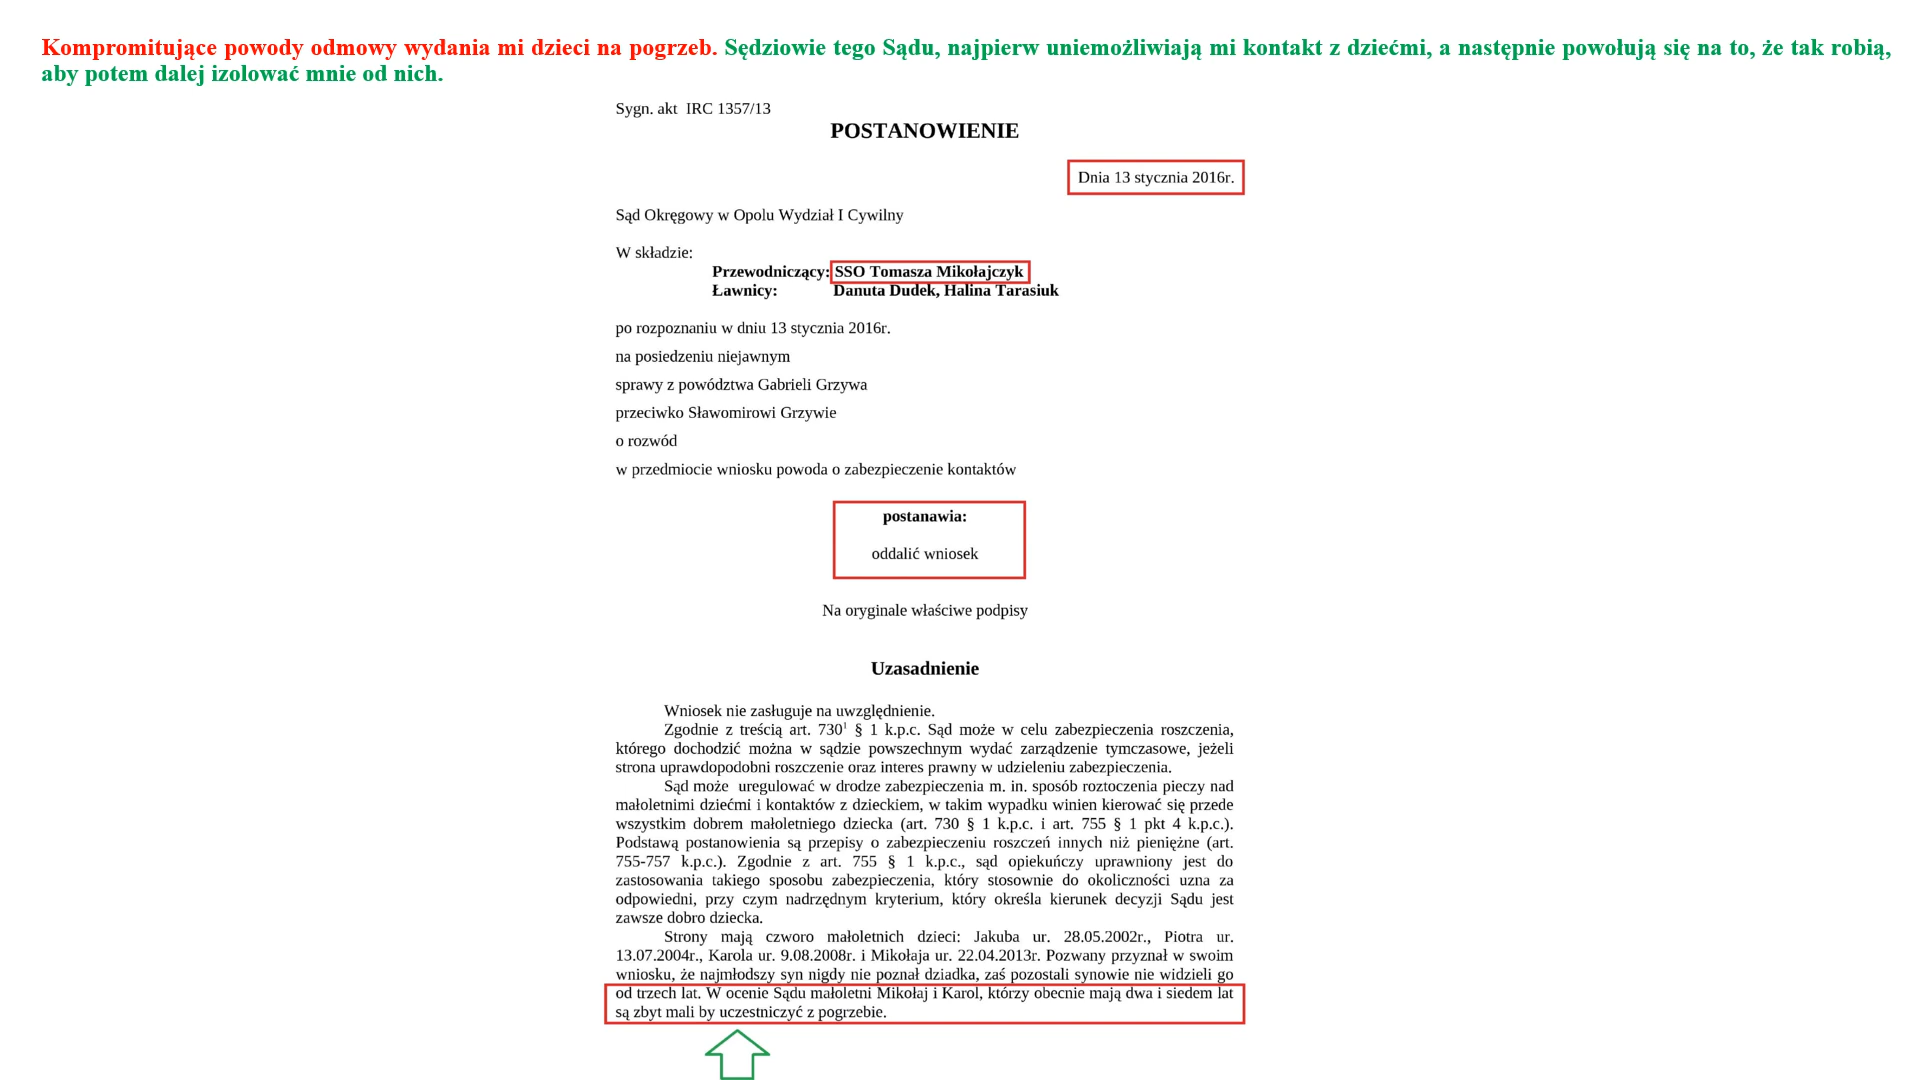 Kompromitujące powody odmowy wydania mi dzieci na pogrzeb. Sędziowie tego Sądu, najpierw uniemożliwiają mi kontakt z dziećmi, a następnie powołują się na to, że tak robią,
aby potem dalej izolować mnie od nich.
Sygn. akt IRC 1357/13
POSTANOWIENIE
Dnia 13 stycznia 2016r.
Sąd Okręgowy w Opolu Wydział I Cywilny
W składzie:
Przewodniczący: SSO Tomasza Mikołajczyk
Ławnicy: Danuta Dudek, Halina Tarasiuk
po rozpoznaniu w dniu 13 stycznia 2016r.
na posiedzeniu niejawnym
sprawy z powództwa Gabrieli Grzywa
przeciwko Sławomirowi Grzywie
o rozwód
w przedmiocie wniosku powoda o zabezpieczenie kontaktów
postanawia:
oddalić wniosek
Na oryginale właściwe podpisy
Uzasadnienie
Wniosek nie zasługuje na uwzględnienie.
Zgodnie z treścią art. 730¹ § 1 k.p.c. Sąd może w celu zabezpieczenia roszczenia,
którego dochodzić można w sądzie powszechnym wydać zarządzenie tymczasowe, jeżeli
strona uprawdopodobni roszczenie oraz interes prawny w udzieleniu zabezpieczenia.
Sąd może uregulować w drodze zabezpieczenia m. in. sposób roztoczenia pieczy nad
małoletnimi dziećmi i kontaktów z dzieckiem, w takim wypadku winien kierować się przede
wszystkim dobrem małoletniego dziecka (art. 730 § 1 k.p.c. i art. 755 § 1 pkt 4 k.p.c.).
Podstawą postanowienia są przepisy o zabezpieczeniu roszczeń innych niż pieniężne (art.
755-757 k.p.c.). Zgodnie z art. 755 § 1 k.p.c., sąd opiekuńczy uprawniony jest do
zastosowania takiego sposobu zabezpieczenia, który stosownie do okoliczności uzna za
odpowiedni, przy czym nadrzędnym kryterium, który określa kierunek decyzji Sądu jest
zawsze dobro dziecka.
Strony mają czworo małoletnich dzieci: Jakuba ur. 28.05.2002r., Piotra ur.
13.07.2004r., Karola ur. 9.08.2008r. i Mikołaja ur. 22.04.2013r. Pozwany przyznał w swoim
wniosku, że najmłodszy syn nigdy nie poznał dziadka, zaś pozostali synowie nie widzieli go
od trzech lat. W ocenie Sądu małoletni Mikołaj i Karol, którzy obecnie mają dwa i siedem lat
są zbyt mali by uczestniczyć z pogrzebie.